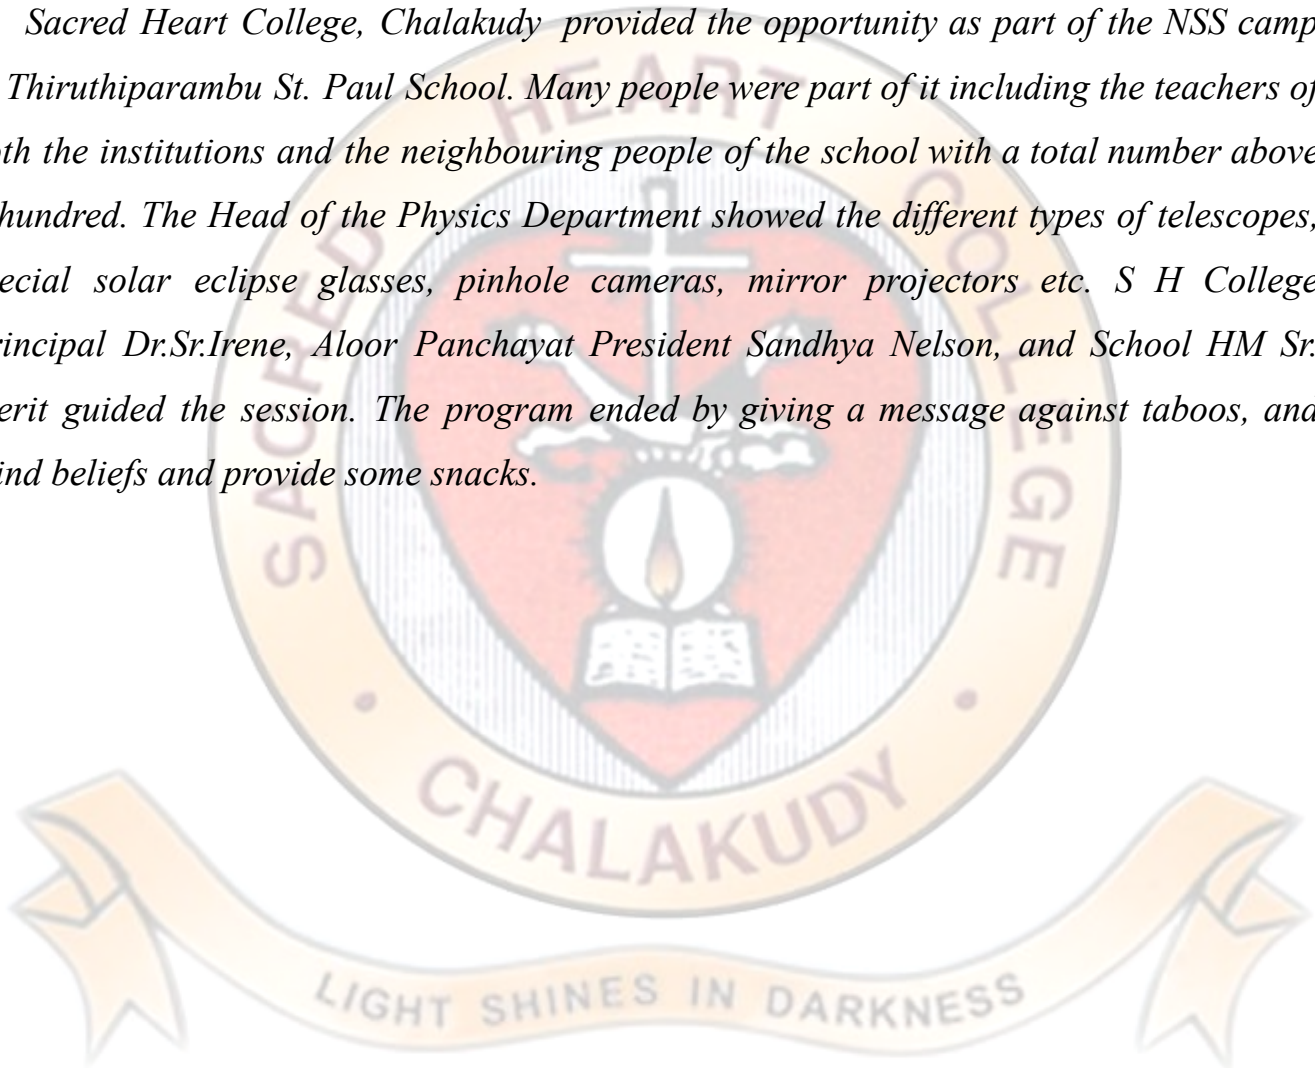 Sacred Heart College, Chalakudy provided the opportunity as part of the NSS camp
Thiruthiparambu St. Paul School. Many people were part of it including the teachers of
oth the institutions and the neighbouring people of the school with a total number above
hundred. The Head of the Physics Department showed the different types of telescopes,
ecial solar eclipse glasses, pinhole cameras, mirror projectors etc. S H College
rincipal Dr.Sr.Irene, Aloor Panchayat President Sandhya Nelson, and School HM Sr.
erit guided the session. The program ended by giving a message against taboos, and
ind beliefs and provide some snacks.
SACRED HEART COLLEGE
CHALAKUDY
LIGHT SHINES IN DARKNESS